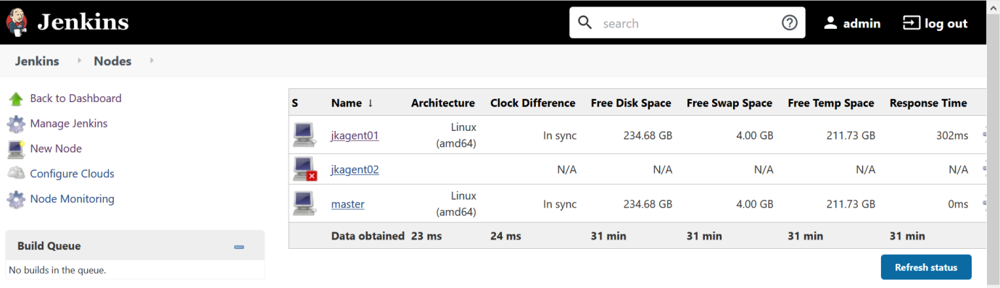 Jenkins
search
admin
log out
Jenkins Nodes
Back to Dashboard
Manage Jenkins
New Node
Configure Clouds
Node Monitoring
Build Queue
No builds in the queue.
S Name ↓ Architecture Clock Difference Free Disk Space Free Swap Space Free Temp Space Response Time
jkagent01 Linux (amd64) In sync 234.68 GB 4.00 GB 211.73 GB 302ms
jkagent02 N/A N/A N/A N/A N/A
master Linux (amd64) In sync 234.68 GB 4.00 GB 211.73 GB 0ms
Data obtained 23 ms 24 ms 31 min 31 min 31 min 31 min
Refresh status